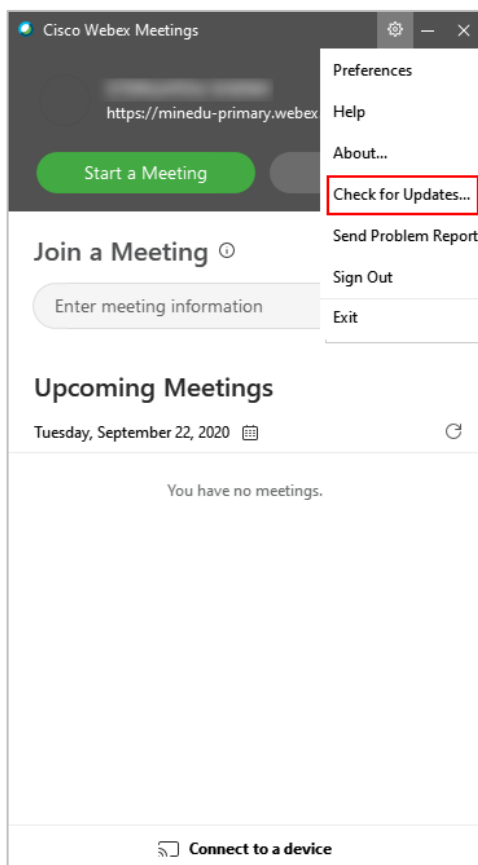 Cisco Webex Meetings
Preferences
https://minedu-primary.webex.
Help
About...
Start a Meeting
Check for Updates...
Send Problem Report
Join a Meeting
Sign Out
Enter meeting information
Exit
Upcoming Meetings
Tuesday, September 22, 2020
You have no meetings.
Connect to a device